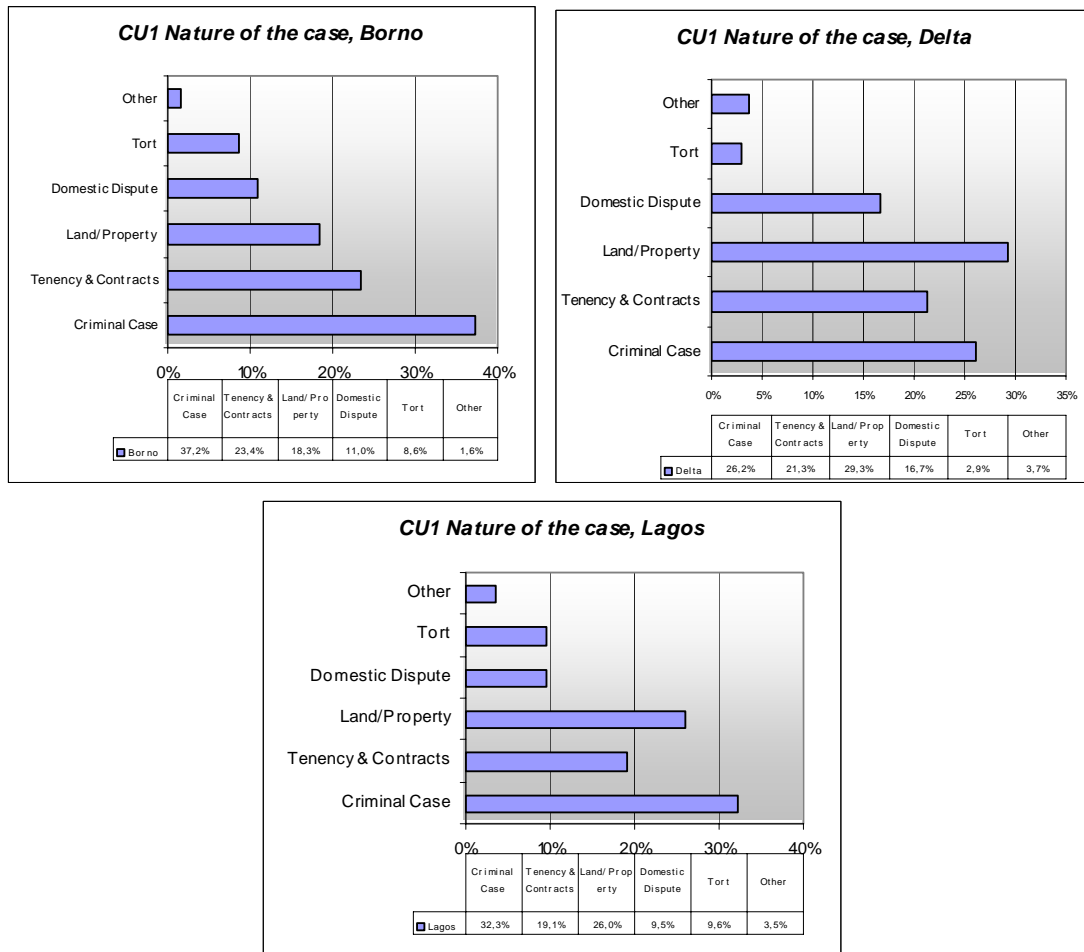 CU1 Nature of the case, Borno
Other
Tort
Domestic Dispute
Land/Property
Tenency & Contracts
Criminal Case
0% 10% 20% 30% 40%
Criminal Case Tenency & Contracts Land/Property Domestic Dispute Tort Other
Borno 37,2% 23,4% 18,3% 11,0% 8,6% 1,6%
CU1 Nature of the case, Delta
Other
Tort
Domestic Dispute
Land/Property
Tenency & Contracts
Criminal Case
0% 5% 10% 15% 20% 25% 30% 35%
Criminal Case Tenency & Contracts Land/Property Domestic Dispute Tort Other
Delta 26,2% 21,3% 29,3% 16,7% 2,9% 3,7%
CU1 Nature of the case, Lagos
Other
Tort
Domestic Dispute
Land/Property
Tenency & Contracts
Criminal Case
0% 10% 20% 30% 40%
Criminal Case Tenency & Contracts Land/Property Domestic Dispute Tort Other
Lagos 32,3% 19,1% 26,0% 9,5% 9,6% 3,5%